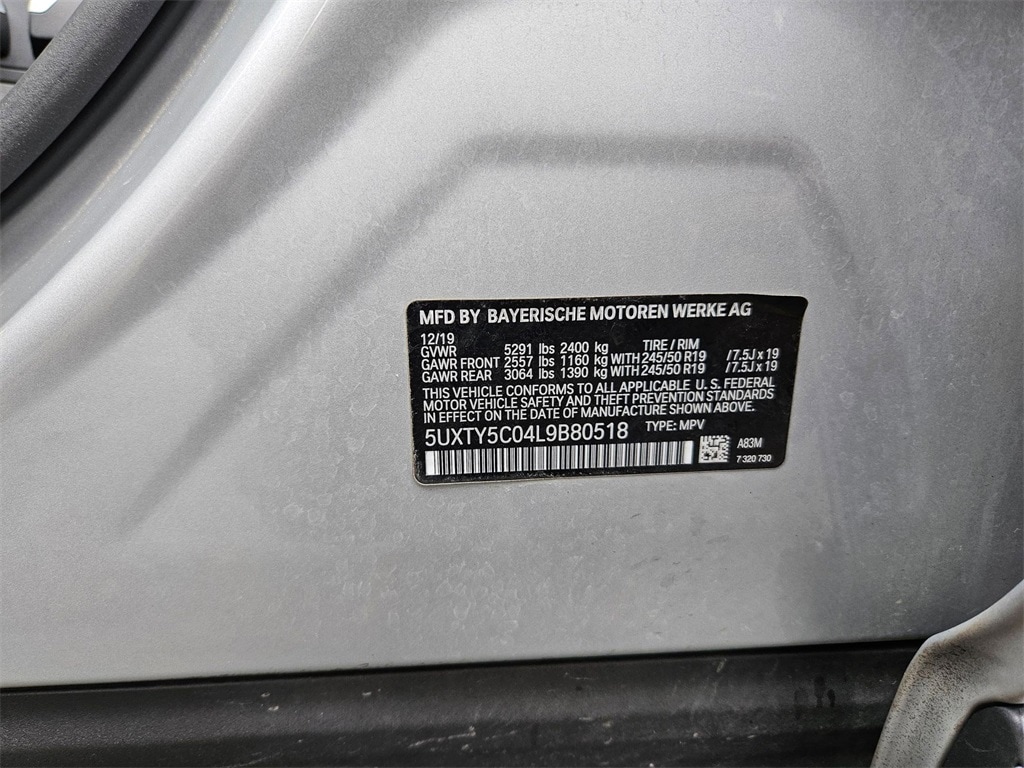 MFD BY BAYERISCHE MOTOREN WERKE AG
12/19 TIRE / RIM
GVWR 5291 lbs 2400 kg
GAWR FRONT 2557 lbs 1160 kg WITH 245/50 R19 /7.5J x 19
GAWR REAR 3064 lbs 1390 kg WITH 245/50 R19 /7.5J x 19
THIS VEHICLE CONFORMS TO ALL APPLICABLE U. S. FEDERAL
MOTOR VEHICLE SAFETY AND THEFT PREVENTION STANDARDS
IN EFFECT ON THE DATE OF MANUFACTURE SHOWN ABOVE.
5UXTY5C04L9B80518 TYPE: MPV
A83M
7 320 730